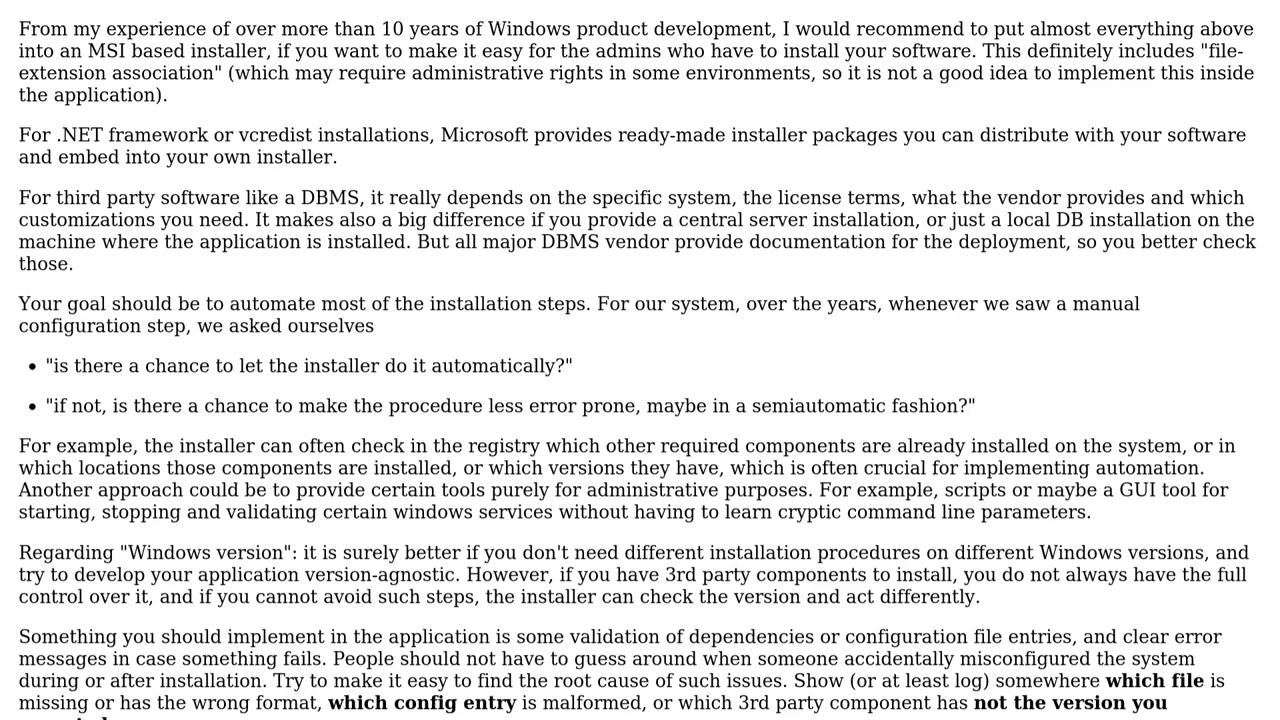 From my experience of over more than 10 years of Windows product development, I would recommend to put almost everything above
into an MSI based installer, if you want to make it easy for the admins who have to install your software. This definitely includes "file-
extension association" (which may require administrative rights in some environments, so it is not a good idea to implement this inside
the application).
For .NET framework or vcredist installations, Microsoft provides ready-made installer packages you can distribute with your software
and embed into your own installer.
For third party software like a DBMS, it really depends on the specific system, the license terms, what the vendor provides and which
customizations you need. It makes also a big difference if you provide a central server installation, or just a local DB installation on the
machine where the application is installed. But all major DBMS vendor provide documentation for the deployment, so you better check
those.
Your goal should be to automate most of the installation steps. For our system, over the years, whenever we saw a manual
configuration step, we asked ourselves
• "is there a chance to let the installer do it automatically?"
• "if not, is there a chance to make the procedure less error prone, maybe in a semiautomatic fashion?"
For example, the installer can often check in the registry which other required components are already installed on the system, or in
which locations those components are installed, or which versions they have, which is often crucial for implementing automation.
Another approach could be to provide certain tools purely for administrative purposes. For example, scripts or maybe a GUI tool for
starting, stopping and validating certain windows services without having to learn cryptic command line parameters.
Regarding "Windows version": it is surely better if you don't need different installation procedures on different Windows versions, and
try to develop your application version-agnostic. However, if you have 3rd party components to install, you do not always have the full
control over it, and if you cannot avoid such steps, the installer can check the version and act differently.
Something you should implement in the application is some validation of dependencies or configuration file entries, and clear error
messages in case something fails. People should not have to guess around when someone accidentally misconfigured the system
during or after installation. Try to make it easy to find the root cause of such issues. Show (or at least log) somewhere which file is
missing or has the wrong format, which config entry is malformed, or which 3rd party component has not the version you